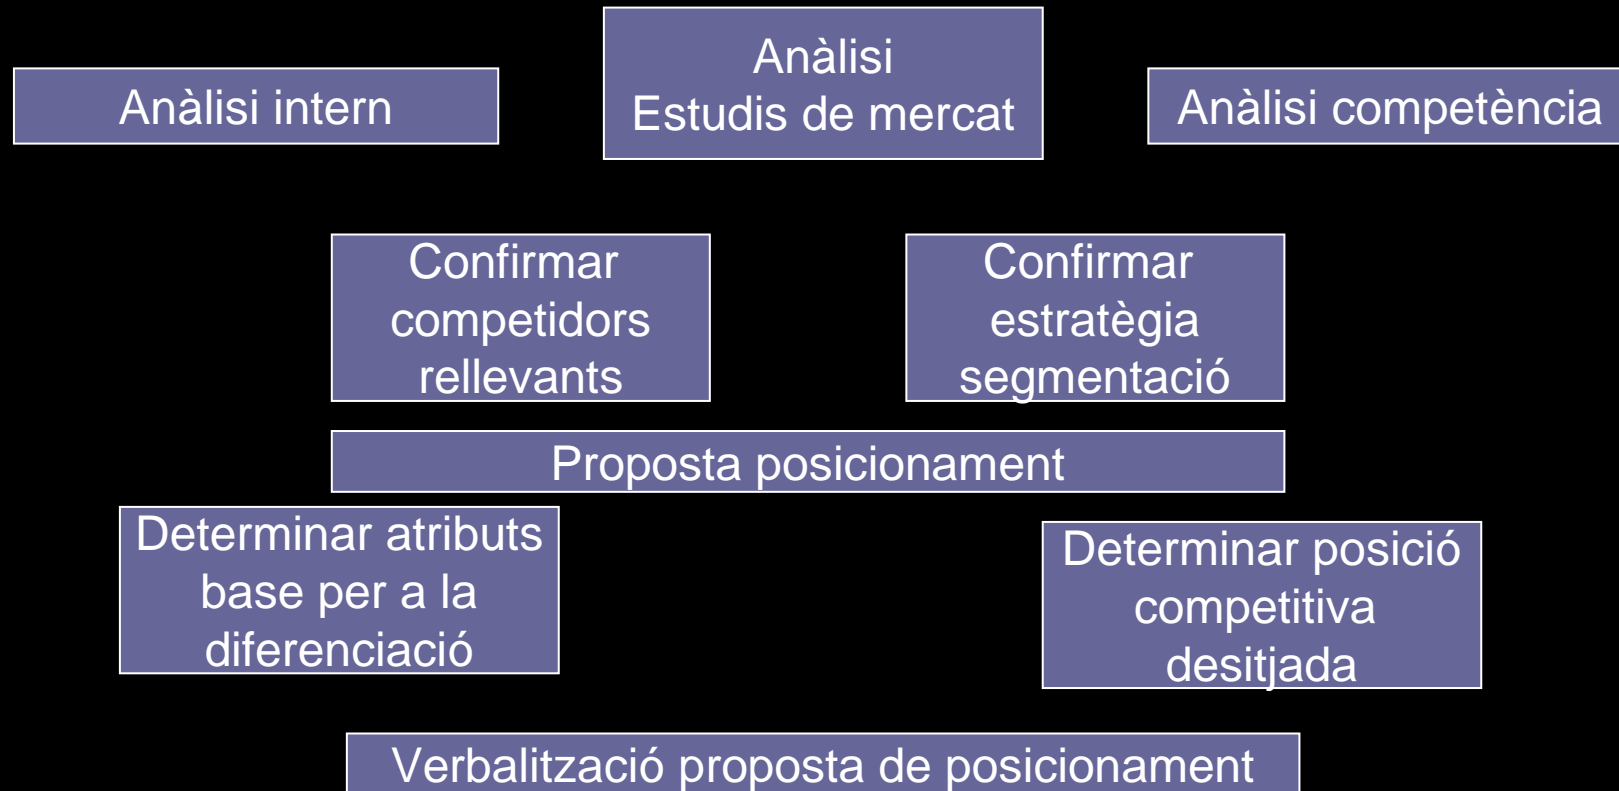 Anàlisi intern
Anàlisi
Estudis de mercat
Anàlisi competència
Confirmar
competidors
rellevants
Confirmar
estratègia
segmentació
Proposta posicionament
Determinar atributs
base per a la
diferenciació
Determinar posició
competitiva
desitjada
Verbalització proposta de posicionament